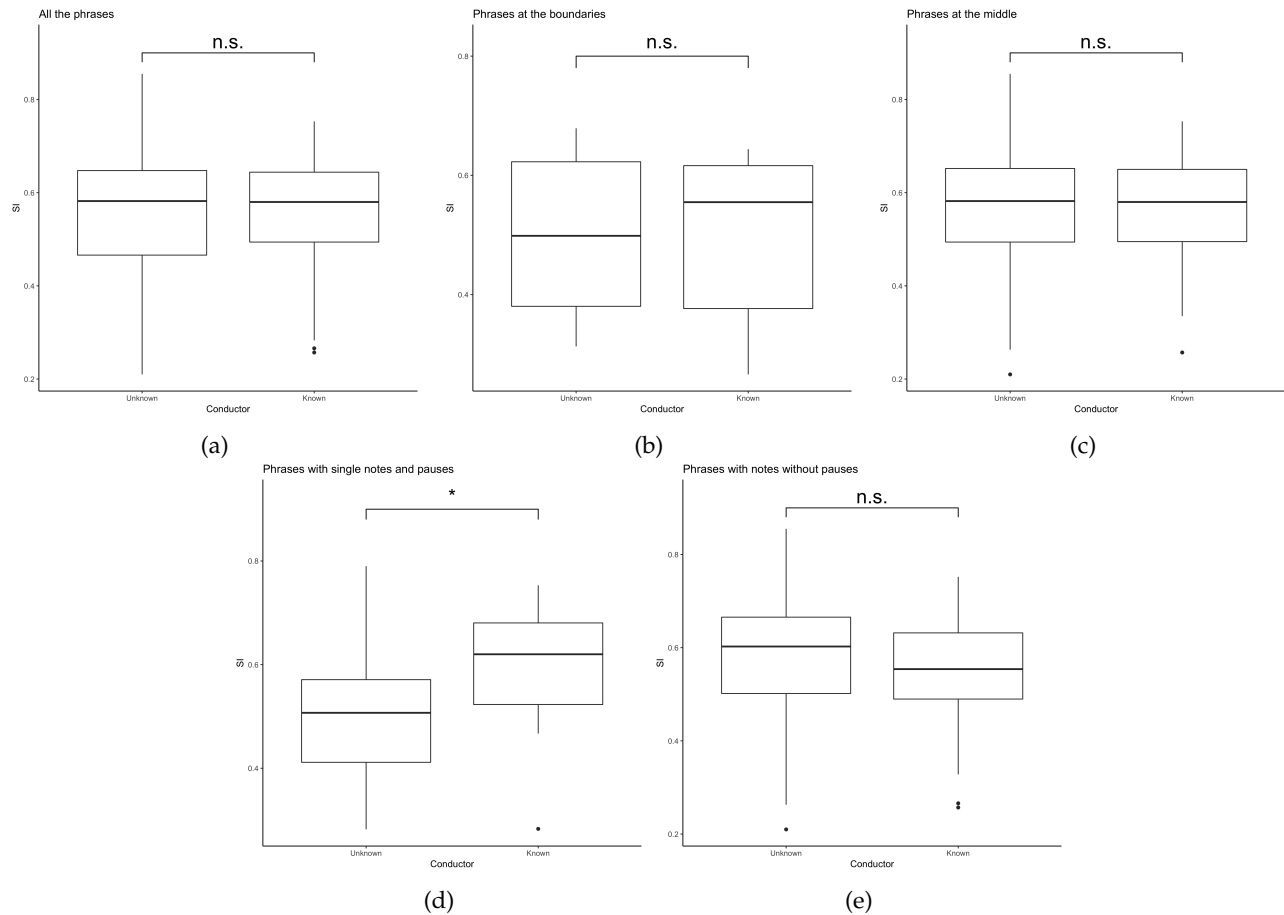 All the phrases
n.s.
0.8
0.6
0.4
0.2
SI
Unknown
Known
Conductor
(a)
Phrases at the boundaries
n.s.
0.8
0.6
0.4
SI
Unknown
Known
Conductor
(b)
Phrases at the middle
n.s.
0.8
0.6
0.4
0.2
SI
Unknown
Known
Conductor
(c)
Phrases with single notes and pauses
*
0.8
0.6
0.4
SI
Unknown
Known
Conductor
(d)
Phrases with notes without pauses
n.s.
0.8
0.6
0.4
0.2
SI
Unknown
Known
Conductor
(e)